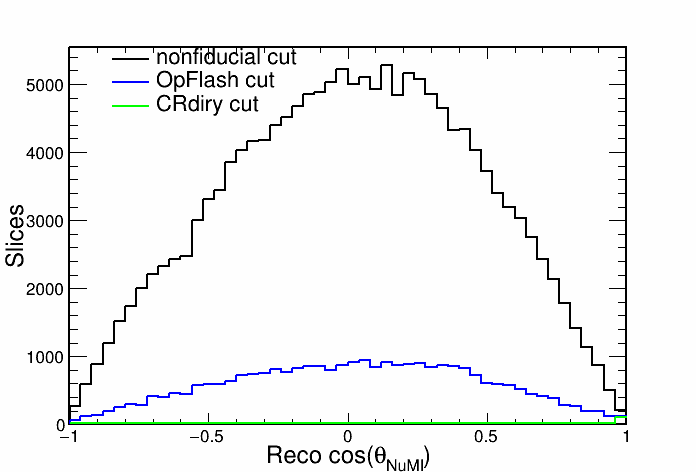 nonfiducial cut
OpFlash cut
CRdiry cut
Slices
5000
4000
3000
2000
1000
0
−1
−0.5
0
0.5
1
Reco cos(θNuMI)